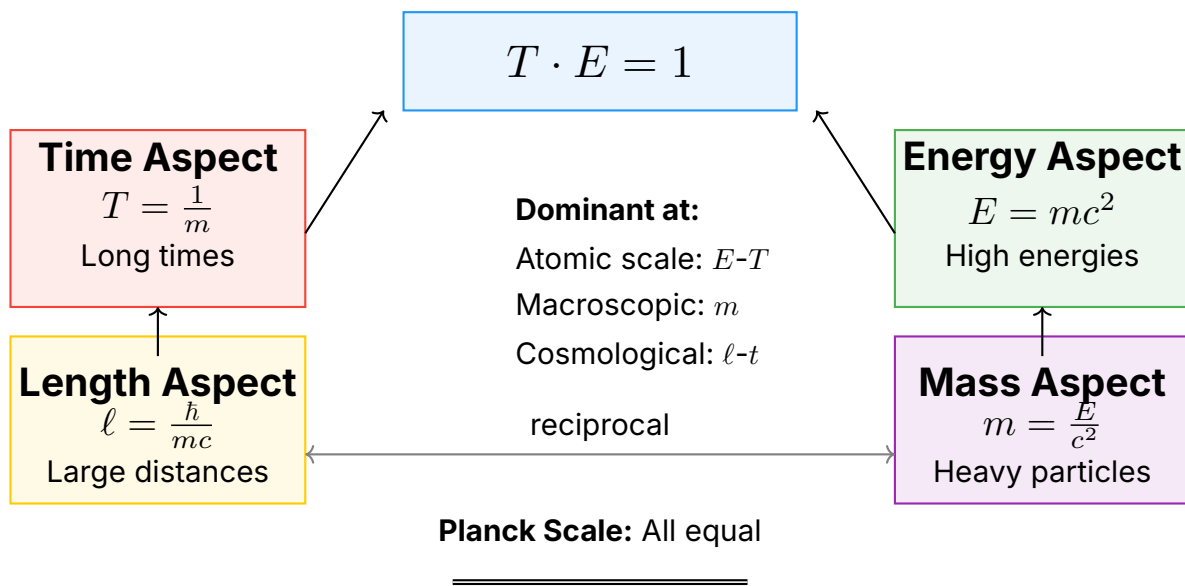 T · E = 1
Time Aspect
T = 1/m
Long times
Energy Aspect
E = mc²
High energies
Dominant at:
Atomic scale: E-T
Macroscopic: m
Cosmological: ℓ-t
Length Aspect
ℓ = ħ/mc
Large distances
reciprocal
Mass Aspect
m = E/c²
Heavy particles
Planck Scale: All equal